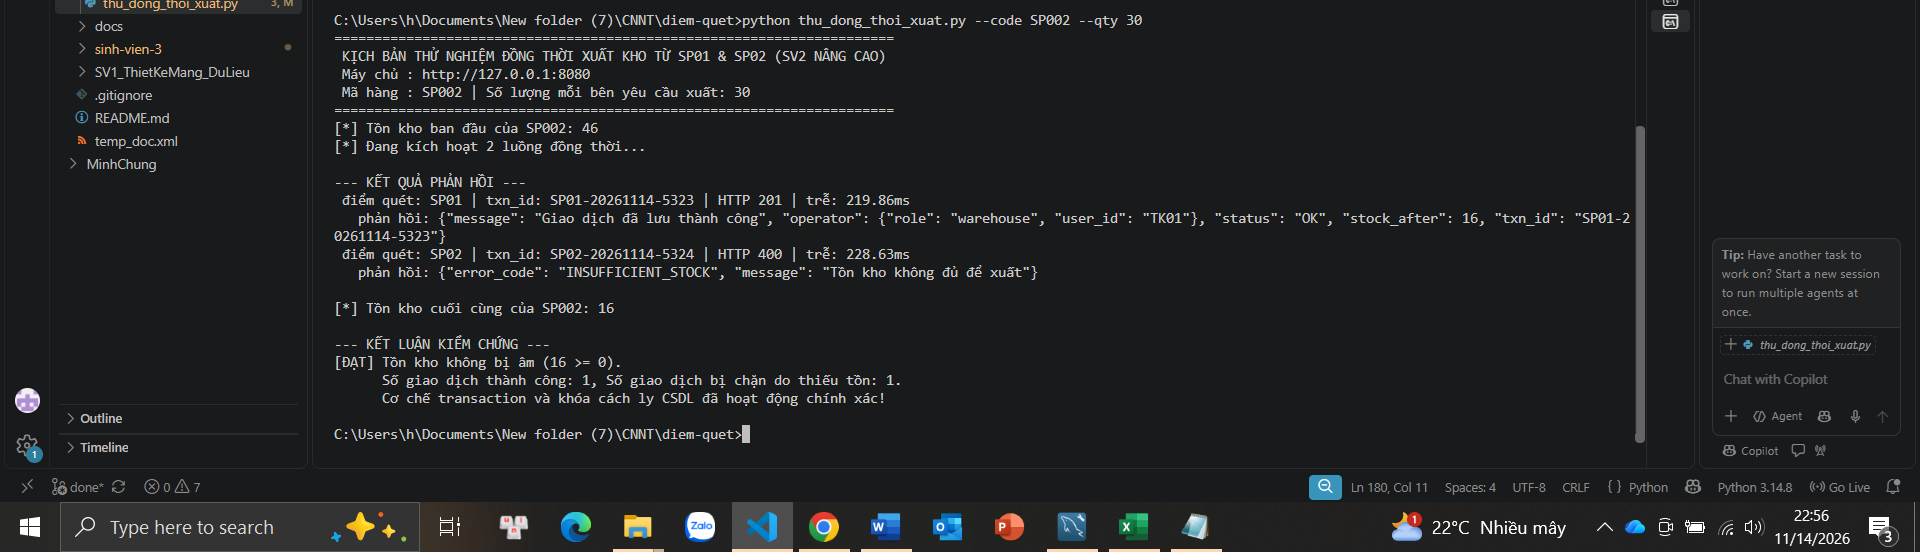 thu_dong_thoi_xuat.py 3, M
docs
sinh-vien-3
SV1_ThietKeMang_DuLieu
.gitignore
README.md
temp_doc.xml
MinhChung
Outline
Timeline
1
C:\Users\h\Documents\New folder (7)\CNNT\diem-quet>python thu_dong_thoi_xuat.py --code SP002 --qty 30
======================================================================
KỊCH BẢN THỬ NGHIỆM ĐỒNG THỜI XUẤT KHO TỪ SP01 & SP02 (SV2 NÂNG CAO)
Máy chủ : http://127.0.0.1:8080
Mã hàng : SP002 | Số lượng mỗi bên yêu cầu xuất: 30
======================================================================
[*] Tồn kho ban đầu của SP002: 46
[*] Đang kích hoạt 2 luồng đồng thời...
--- KẾT QUẢ PHẢN HỒI ---
điểm quét: SP01 | txn_id: SP01-20261114-5323 | HTTP 201 | trễ: 219.86ms
phản hồi: {"message": "Giao dịch đã lưu thành công", "operator": {"role": "warehouse", "user_id": "TK01"}, "status": "OK", "stock_after": 16, "txn_id": "SP01-2
0261114-5323"}
điểm quét: SP02 | txn_id: SP02-20261114-5324 | HTTP 400 | trễ: 228.63ms
phản hồi: {"error_code": "INSUFFICIENT_STOCK", "message": "Tồn kho không đủ để xuất"}
[*] Tồn kho cuối cùng của SP002: 16
--- KẾT LUẬN KIỂM CHỨNG ---
[ĐẠT] Tồn kho không bị âm (16 >= 0).
Số giao dịch thành công: 1, Số giao dịch bị chặn do thiếu tồn: 1.
Cơ chế transaction và khóa cách ly CSDL đã hoạt động chính xác!
C:\Users\h\Documents\New folder (7)\CNNT\diem-quet>
Tip: Have another task to
work on? Start a new session
to run multiple agents at
once.
thu_dong_thoi_xuat.py
Chat with Copilot
Agent
Copilot
done* 0 7
Ln 180, Col 11 Spaces: 4 UTF-8 CRLF { } Python Python 3.14.8 Go Live
Type here to search
Zalo
1
22°C Nhiều mây
22:56
11/14/2026
3